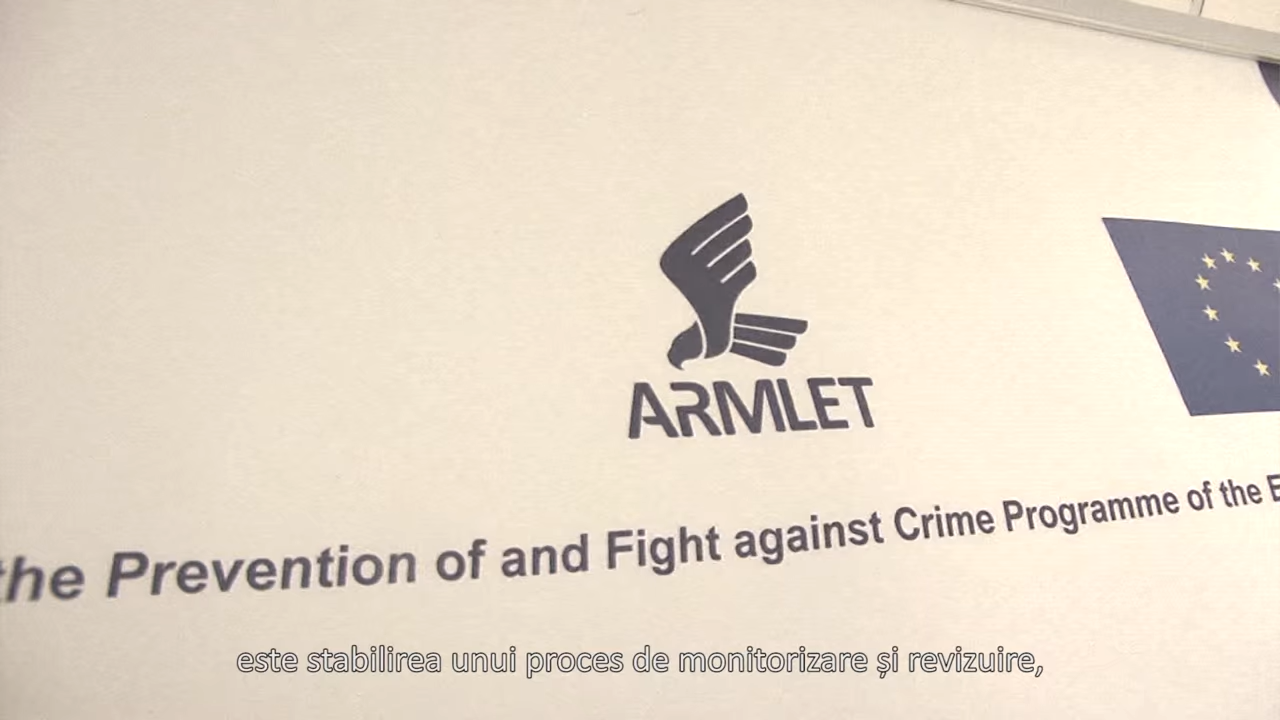 ARMLET
the Prevention of and Fight against Crime Programme of the E
este stabilirea unui proces de monitorizare și revizuire,